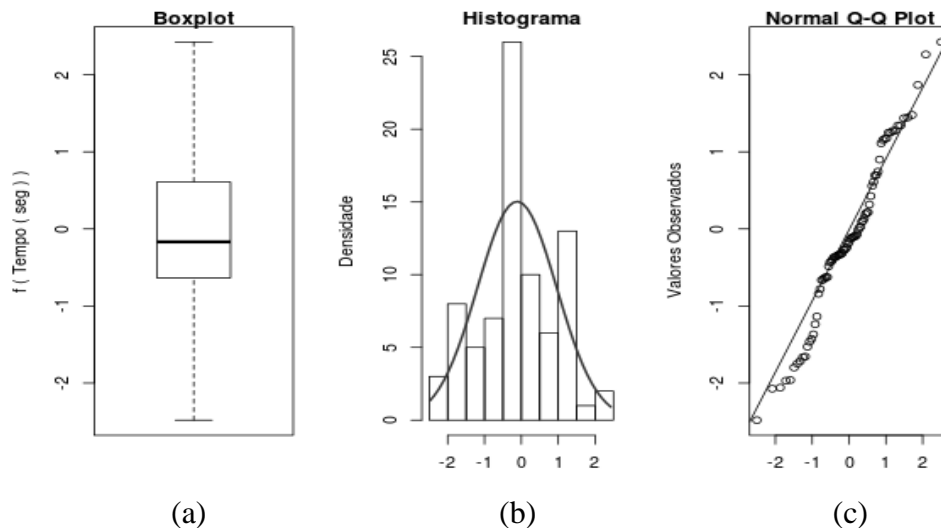 Boxplot
f ( Tempo ( seg ) )
2
1
0
-1
-2
(a)
Histograma
Densidade
25
20
15
10
5
0
-2 -1 0 1 2
(b)
Normal Q-Q Plot
Valores Observados
2
1
0
-1
-2
-2 -1 0 1 2
(c)